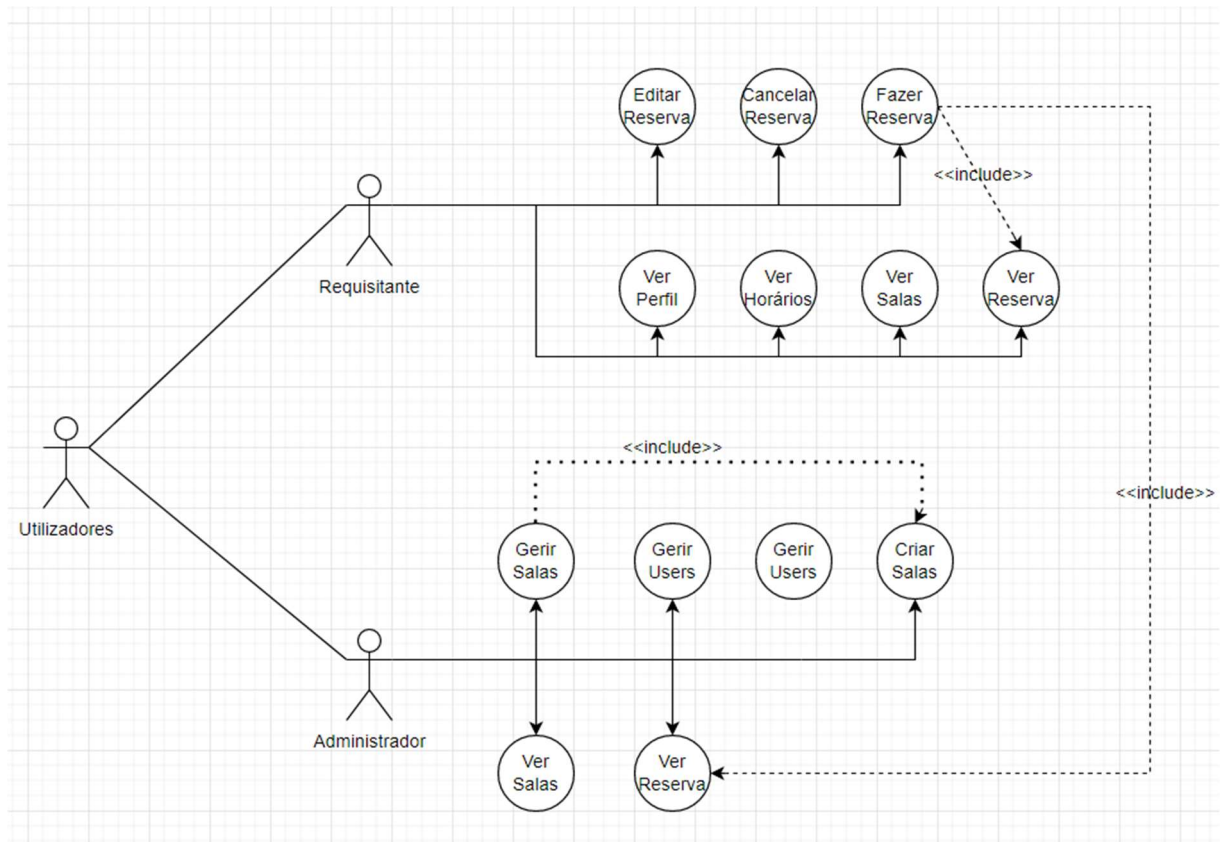 Editar
Reserva
Cancelar
Reserva
Fazer
Reserva
<<include>>
Requisitante
Ver
Perfil
Ver
Horários
Ver
Salas
Ver
Reserva
<<include>>
<<include>>
Utilizadores
Gerir
Salas
Gerir
Users
Gerir
Users
Criar
Salas
Administrador
Ver
Salas
Ver
Reserva